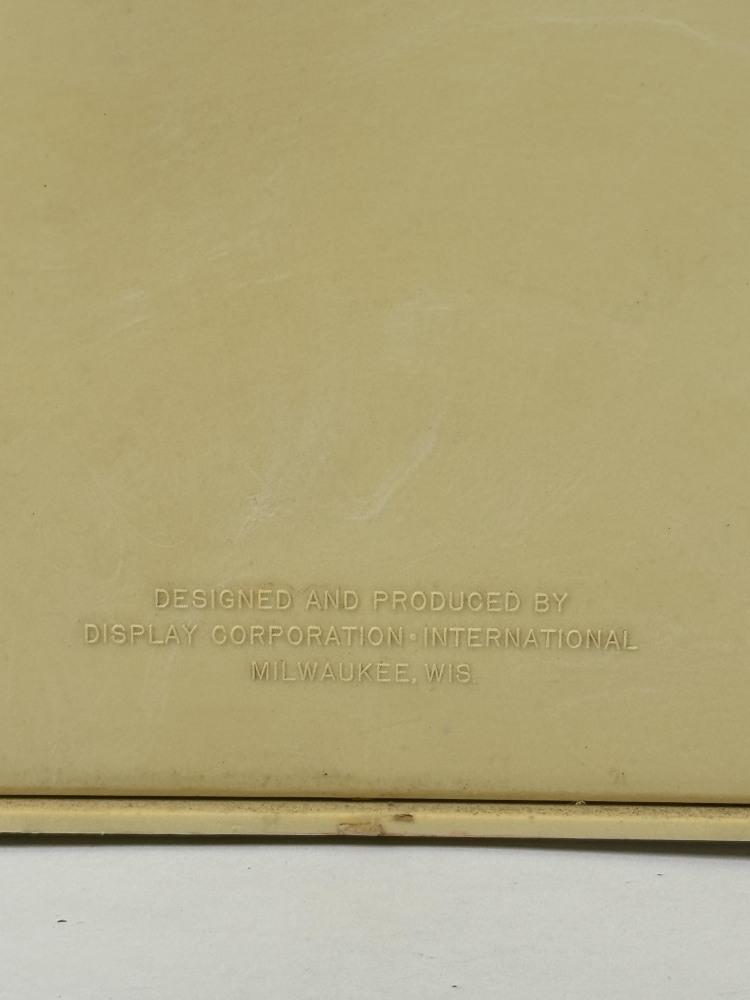 DESIGNED AND PRODUCED BY
DISPLAY CORPORATION·INTERNATIONAL
MILWAUKEE, WIS.